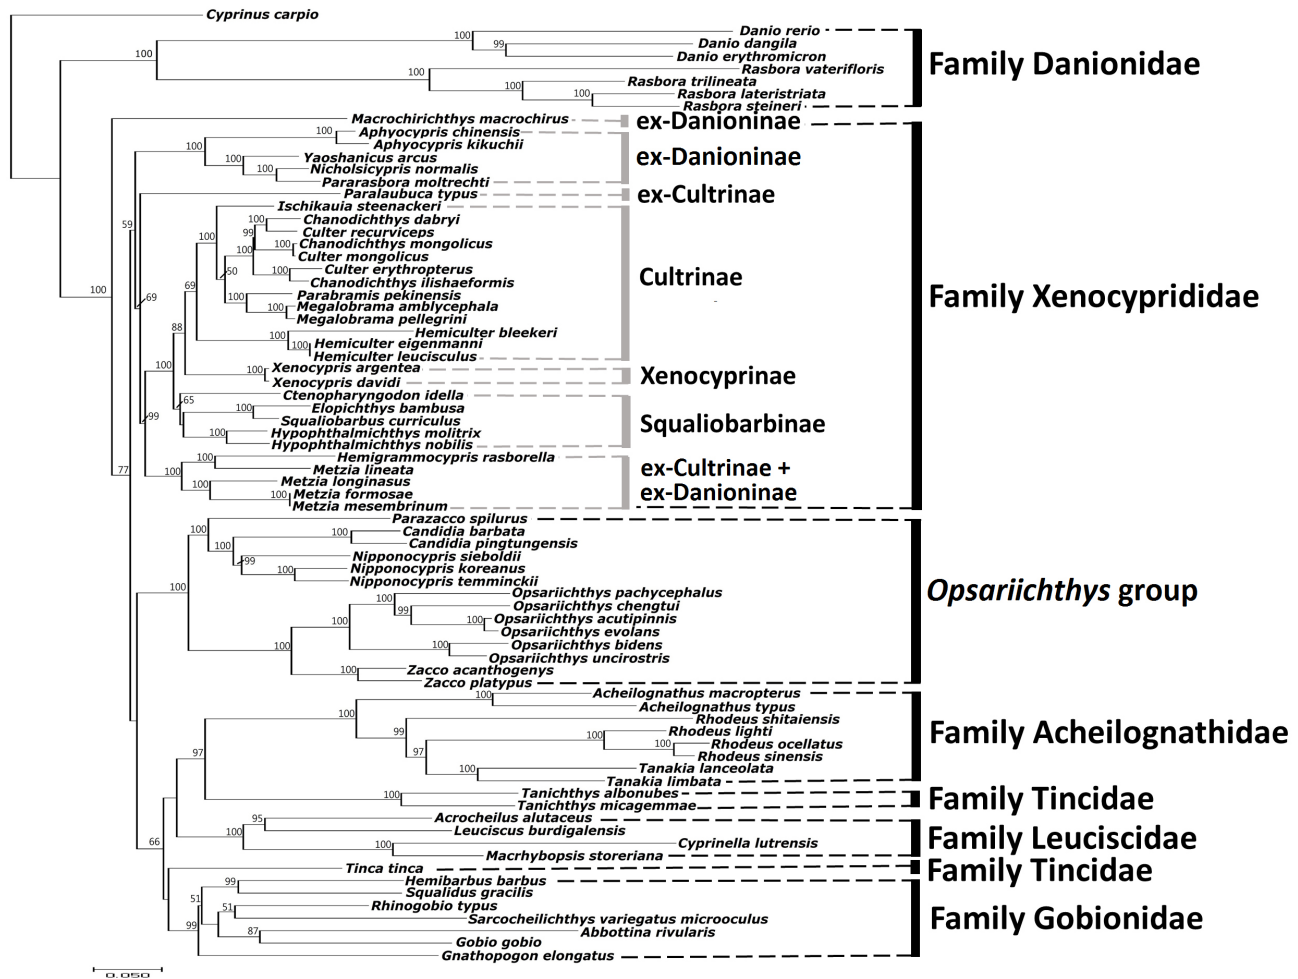 Cyprinus carpio
Danio rerio
100
99
Danio dangila
100
Danio erythromicron
Family Danionidae
Rasbora vaterifloris
100
Rasbora trilineata
100
Rasbora lateristriata
100
Rasbora steineri
Macrochirichthys macrochirus
ex-Danioninae
Aphyocypris chinensis
100
Aphyocypris kikuchii
100
Yaoshanicus arcus
ex-Danioninae
100
Nicholsicypris normalis
100
Pararasbora moltrechti
Paralaubuca typus
ex-Cultrinae
Ischikauia steenackeri
Chanodichthys dabryi
100
59
99
Culter recurviceps
100
Chanodichthys mongolicus
100
100
Culter mongolicus
50
100
Culter erythropterus
Cultrinae
Chanodichthys ilishaeformis
69
100
Parabramis pekinensis
100
69
Megalobrama amblycephala
Family Xenocyprididae
100
Megalobrama pellegrini
88
Hemiculter bleekeri
100
Hemiculter eigenmanni
100
Hemiculter leucisculus
100
Xenocypris argentea
100
Xenocypris davidi
Xenocyprinae
Ctenopharyngodon idella
65
Elopichthys bambusa
100
99
Squaliobarbus curriculus
Squaliobarbinae
Hypophthalmichthys molitrix
100
Hypophthalmichthys nobilis
Hemigrammocypris rasborella
77
100
100
Metzia lineata
ex-Cultrinae +
Metzia longinasus
100
Metzia formosae
ex-Danioninae
100
Metzia mesembrinum
Parazacco spilurus
100
Candidia barbata
100
100
Candidia pingtungensis
99
Nipponocypris sieboldii
100
Nipponocypris koreanus
100
Nipponocypris temminckii
Opsariichthys pachycephalus
Opsariichthys group
100
99
Opsariichthys chengtui
100
Opsariichthys acutipinnis
100
Opsariichthys evolans
100
Opsariichthys bidens
100
Opsariichthys uncirostris
100
Zacco acanthogenys
Zacco platypus
Acheilognathus macropterus
100
Acheilognathus typus
100
Rhodeus shitaiensis
99
Rhodeus lighti
Family Acheilognathidae
100
Rhodeus ocellatus
97
97
100
Rhodeus sinensis
Tanakia lanceolata
100
Tanakia limbata
Tanichthys albonubes
100
Tanichthys micagemmae
Family Tincidae
Acrocheilus alutaceus
95
100
Leuciscus burdigalensis
Family Leuciscidae
66
Cyprinella lutrensis
100
Macrhybopsis storeriana
Tinca tinca
Family Tincidae
Hemibarbus barbus
99
Squalidus gracilis
51
51
Rhinogobio typus
Sarcocheilichthys variegatus microoculus
Family Gobionidae
99
87
Abbottina rivularis
Gobio gobio
Gnathopogon elongatus
0.050